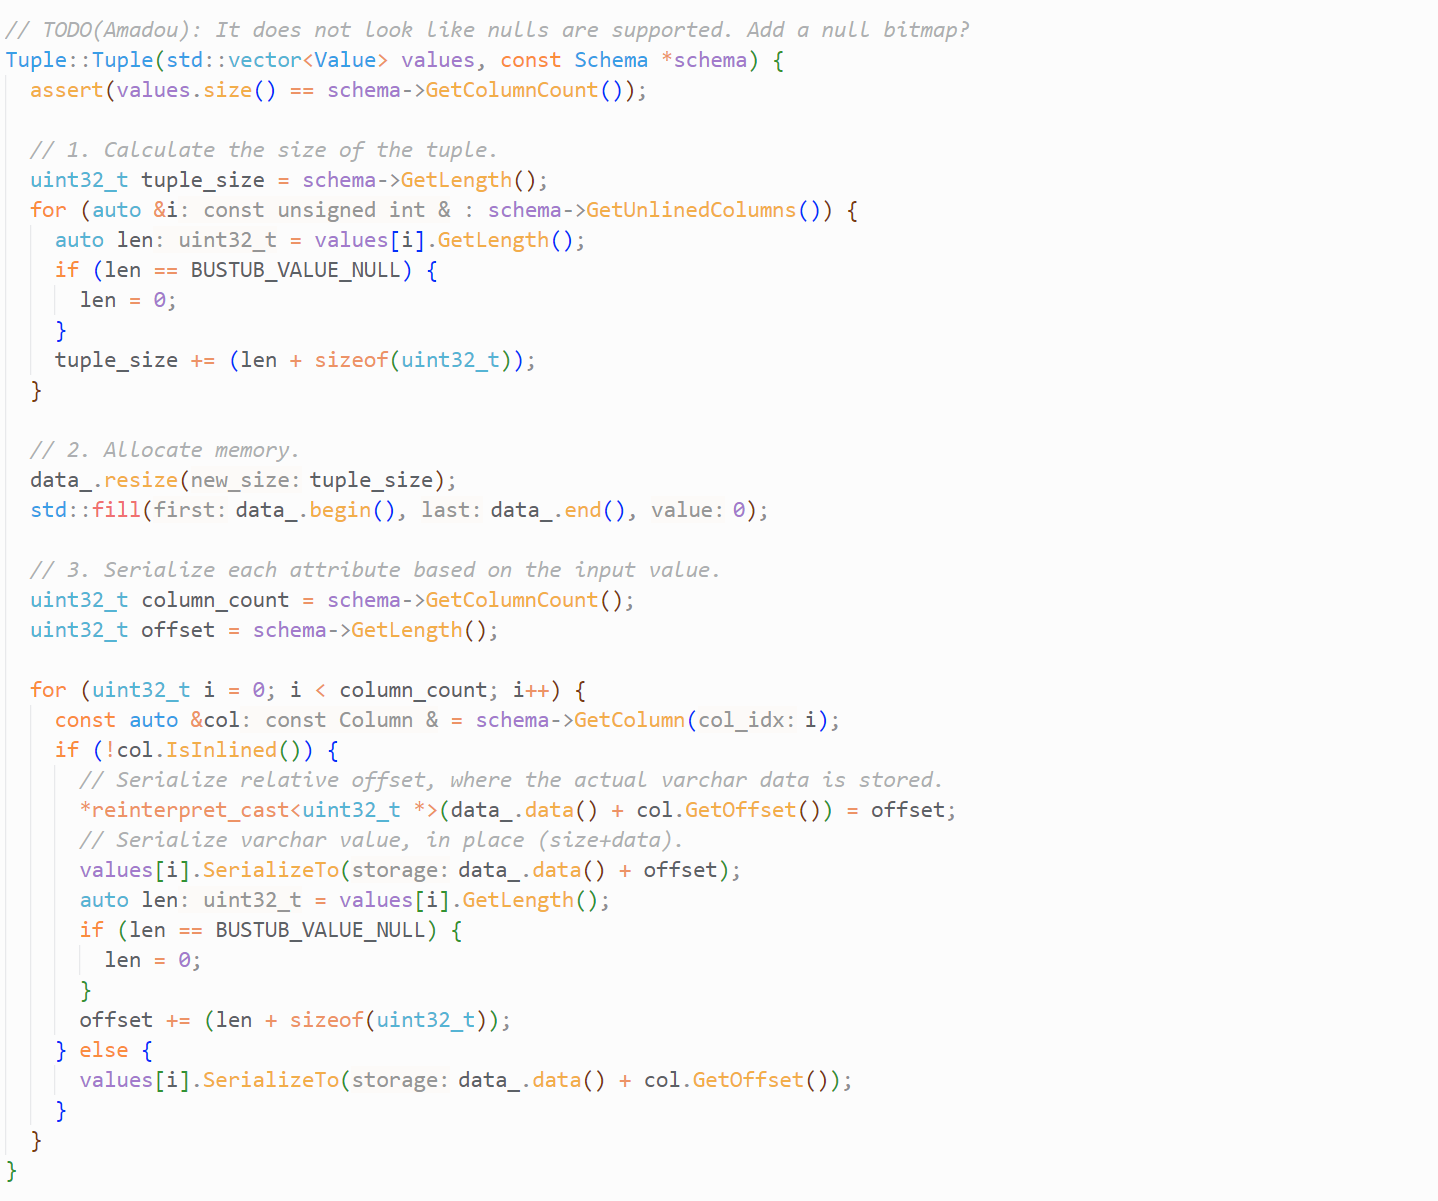 // TODO(Amadou): It does not look like nulls are supported. Add a null bitmap?
Tuple::Tuple(std::vector<Value> values, const Schema *schema) {
  assert(values.size() == schema->GetColumnCount());

  // 1. Calculate the size of the tuple.
  uint32_t tuple_size = schema->GetLength();
  for (auto &i: const unsigned int & : schema->GetUnlinedColumns()) {
    auto len: uint32_t = values[i].GetLength();
    if (len == BUSTUB_VALUE_NULL) {
      len = 0;
    }
    tuple_size += (len + sizeof(uint32_t));
  }

  // 2. Allocate memory.
  data_.resize(new_size: tuple_size);
  std::fill(first: data_.begin(), last: data_.end(), value: 0);

  // 3. Serialize each attribute based on the input value.
  uint32_t column_count = schema->GetColumnCount();
  uint32_t offset = schema->GetLength();

  for (uint32_t i = 0; i < column_count; i++) {
    const auto &col: const Column & = schema->GetColumn(col_idx: i);
    if (!col.IsInlined()) {
      // Serialize relative offset, where the actual varchar data is stored.
      *reinterpret_cast<uint32_t *>(data_.data() + col.GetOffset()) = offset;
      // Serialize varchar value, in place (size+data).
      values[i].SerializeTo(storage: data_.data() + offset);
      auto len: uint32_t = values[i].GetLength();
      if (len == BUSTUB_VALUE_NULL) {
        len = 0;
      }
      offset += (len + sizeof(uint32_t));
    } else {
      values[i].SerializeTo(storage: data_.data() + col.GetOffset());
    }
  }
}